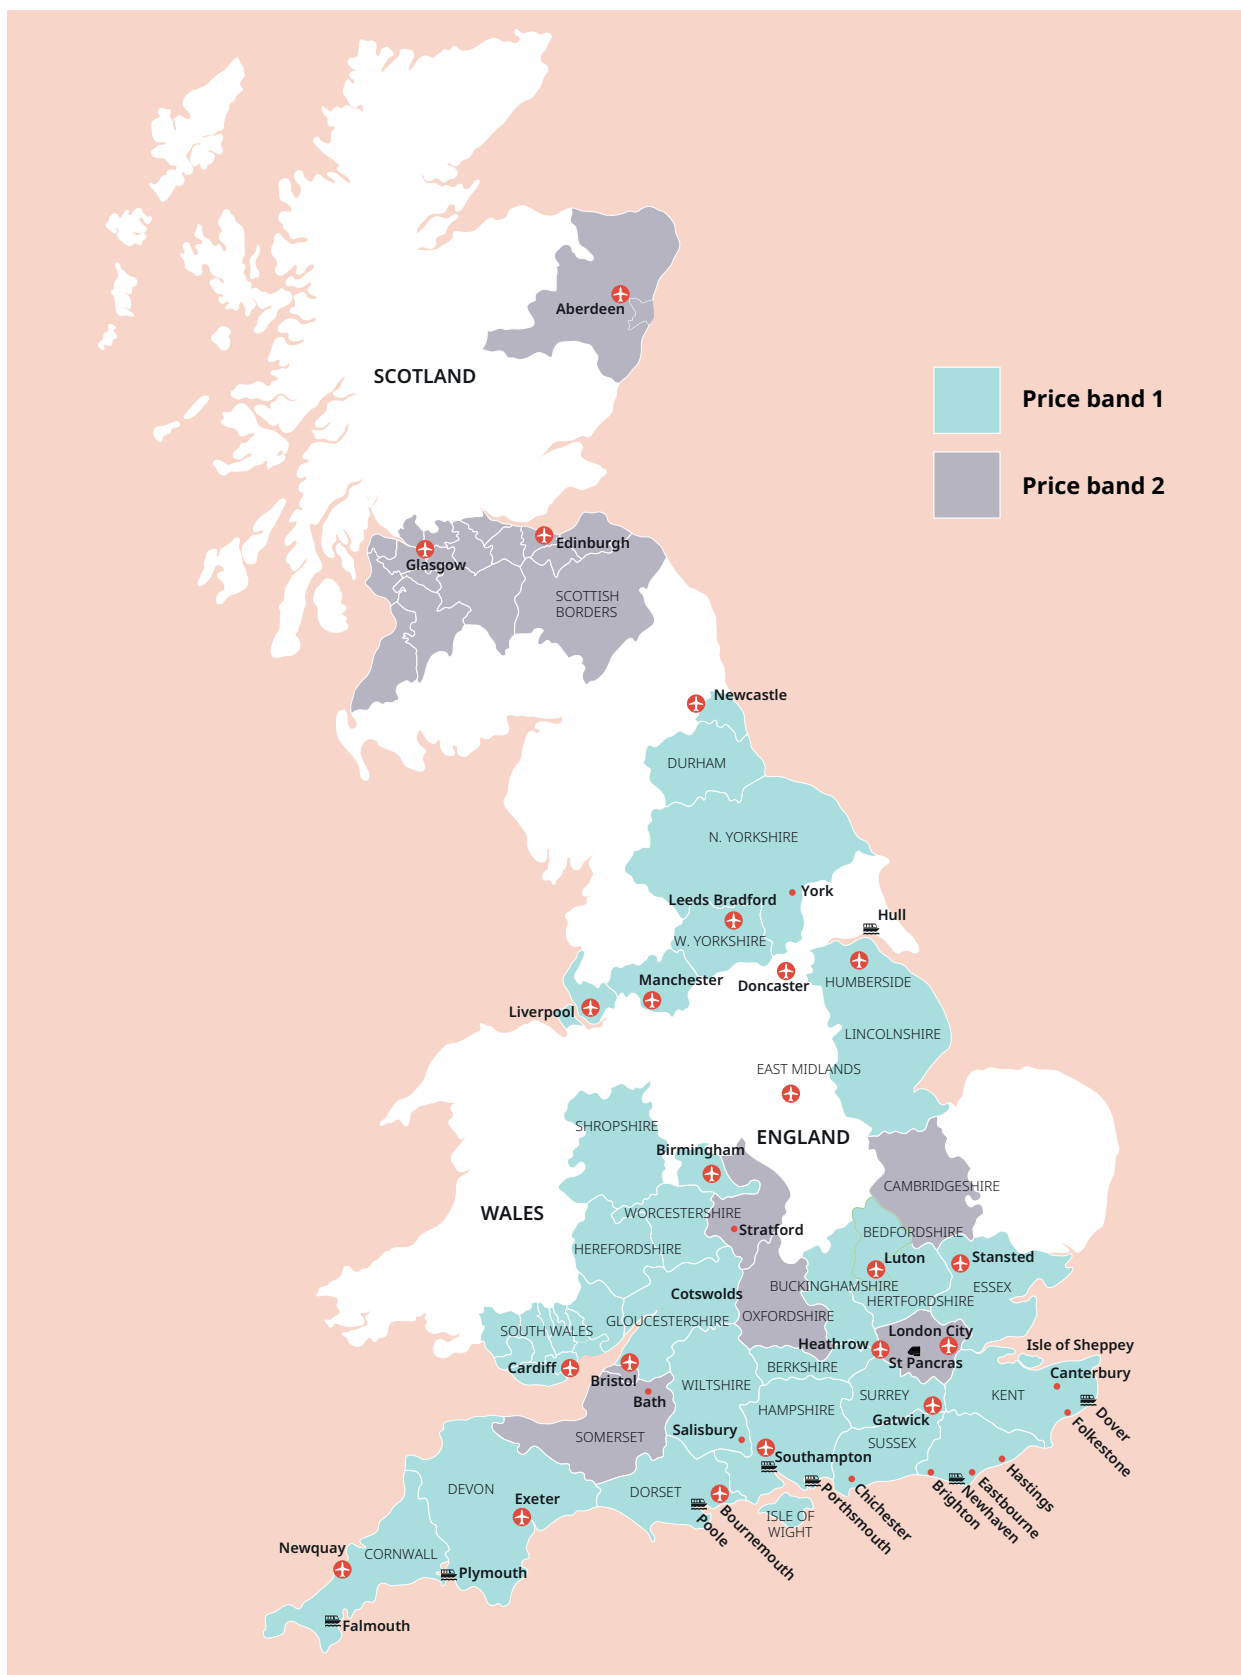 Aberdeen
SCOTLAND
Price band 1
Price band 2
Edinburgh
Glasgow
SCOTTISH
BORDERS
Newcastle
DURHAM
N. YORKSHIRE
York
Leeds Bradford
Hull
W. YORKSHIRE
Manchester
Doncaster
HUMBERSIDE
Liverpool
LINCOLNSHIRE
EAST MIDLANDS
SHROPSHIRE
ENGLAND
Birmingham
CAMBRIDGESHIRE
WALES
WORCESTERSHIRE
Stratford
BEDFORDSHIRE
HEREFORDSHIRE
Luton
Stansted
BUCKINGHAMSHIRE
ESSEX
Cotswolds
HERTFORDSHIRE
OXFORDSHIRE
GLOUCESTERSHIRE
SOUTH WALES
London City
Heathrow
Isle of Sheppey
St Pancras
Cardiff
BERKSHIRE
Canterbury
Bristol
WILTSHIRE
SURREY
KENT
Bath
HAMPSHIRE
Gatwick
Dover
Salisbury
SOMERSET
SUSSEX
Folkestone
Southampton
DEVON
DORSET
Hastings
Exeter
Eastbourne
Newhaven
Brighton
Chichester
Porthsmouth
ISLE OF
WIGHT
Bournemouth
Poole
Newquay
CORNWALL
Plymouth
Falmouth